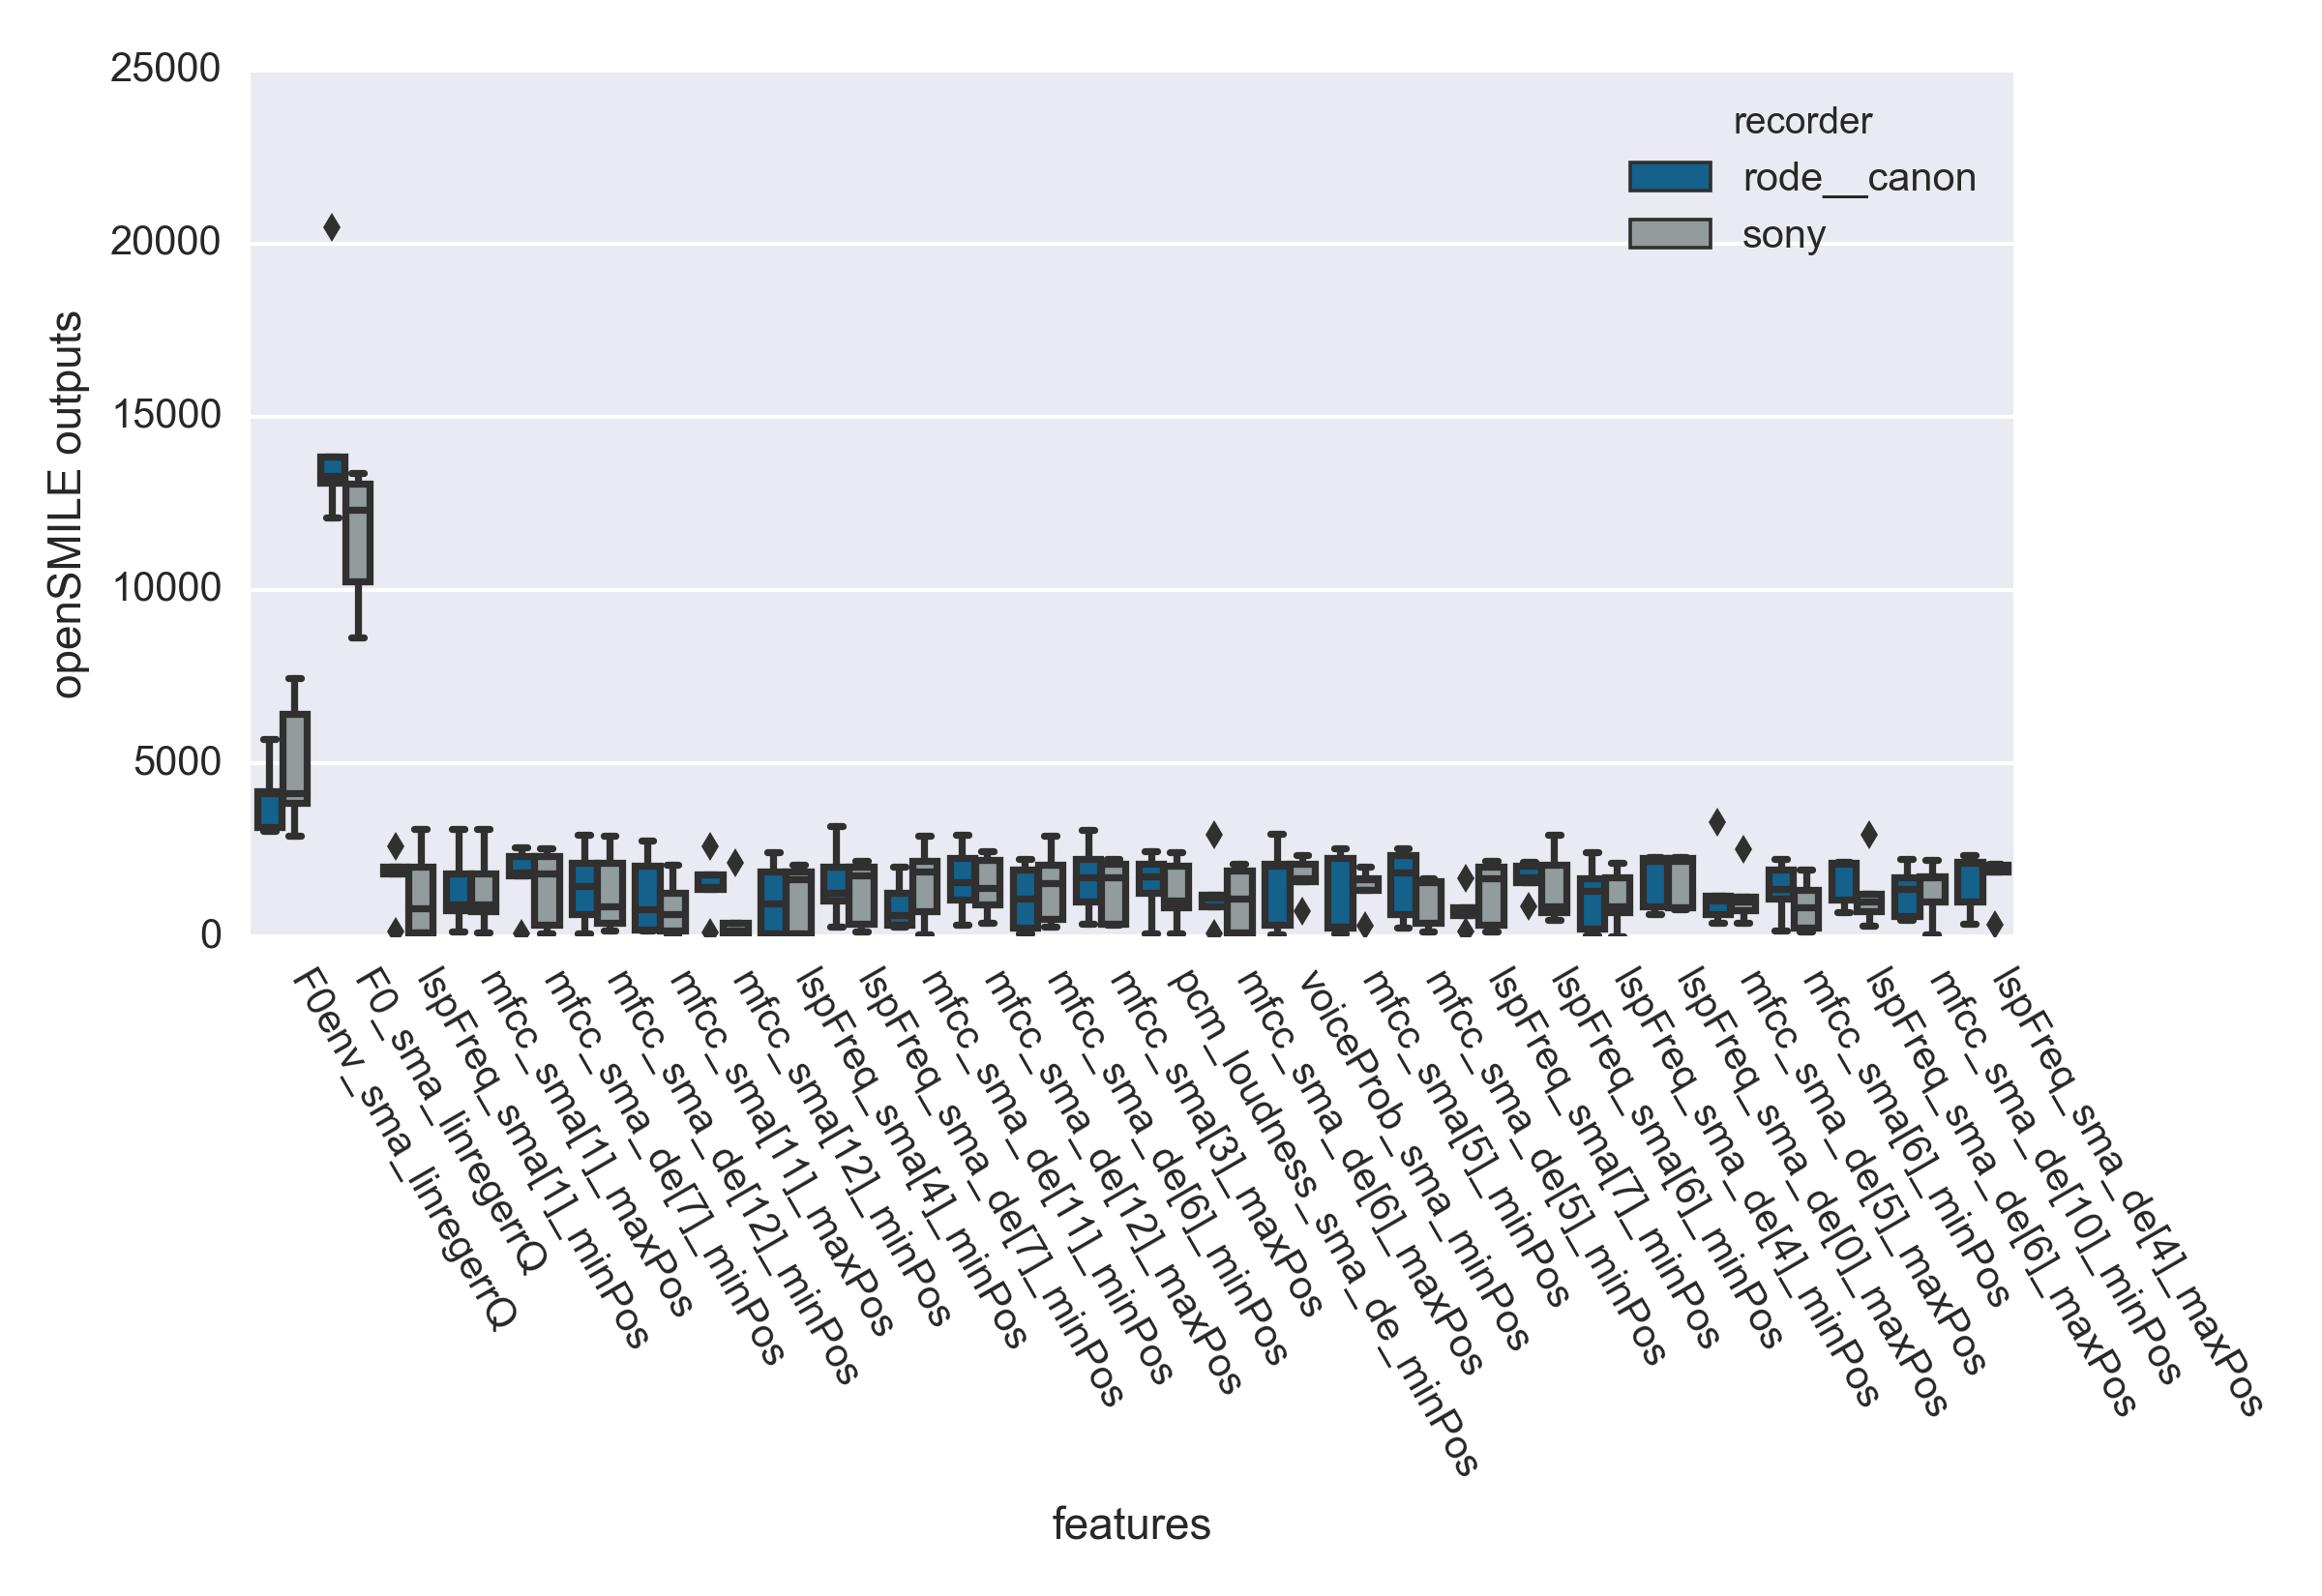 25000
20000
15000
10000
5000
0
openSMILE outputs
recorder
rode__canon
sony
F0env_sma_linregerrQ
F0_sma_linregerrQ
lspFreq_sma[1]_minPos
mfcc_sma[1]_maxPos
mfcc_sma_de[7]_minPos
mfcc_sma_de[12]_minPos
mfcc_sma[11]_maxPos
mfcc_sma[12]_minPos
lspFreq_sma[4]_minPos
lspFreq_sma_de[7]_minPos
mfcc_sma_de[11]_minPos
mfcc_sma_de[12]_maxPos
mfcc_sma_de[6]_minPos
mfcc_sma[3]_maxPos
pcm_loudness_sma_de_minPos
mfcc_sma_de[6]_maxPos
voiceProb_sma_minPos
mfcc_sma[5]_minPos
mfcc_sma_de[5]_minPos
lspFreq_sma[7]_minPos
lspFreq_sma[6]_minPos
lspFreq_sma_de[4]_minPos
lspFreq_sma_de[0]_maxPos
mfcc_sma_de[5]_maxPos
mfcc_sma[6]_minPos
lspFreq_sma_de[6]_maxPos
mfcc_sma_de[10]_minPos
lspFreq_sma_de[4]_maxPos
features